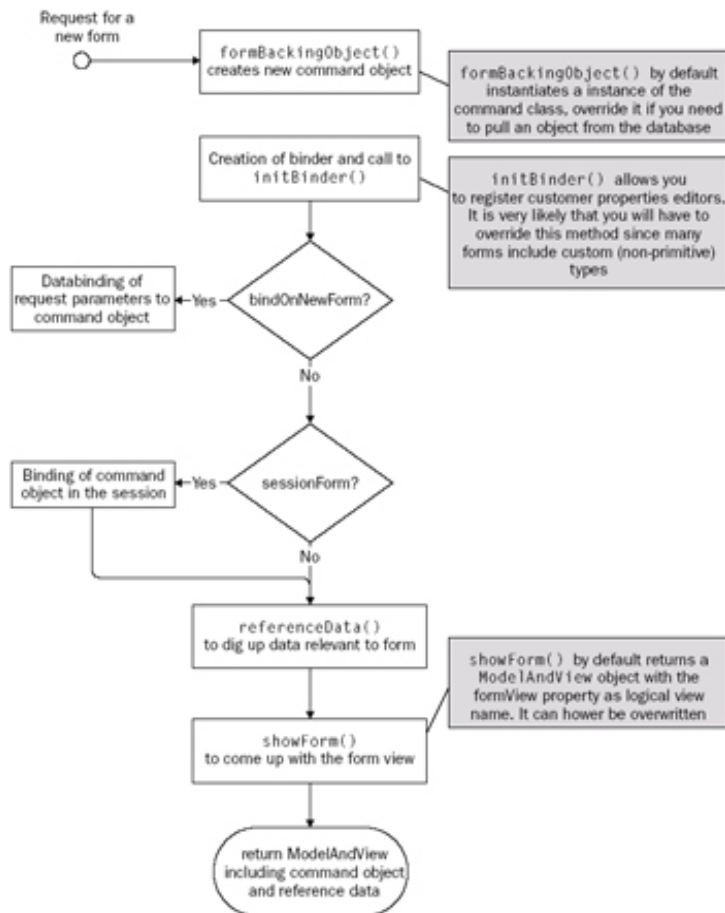 Request for a
new form
formBackingObject()
creates new command object
formBackingObject() by default
instantiates a instance of the
command class, override it if you need
to pull an object from the database
Creation of binder and call to
initBinder()
initBinder() allows you
to register customer properties editors.
It is very likely that you will have to
override this method since many
forms include custom (non-primitive)
types
Databinding of
request parameters to
command object
Yes
bindOnNewForm?
No
Binding of command
object in the session
Yes
sessionForm?
No
referenceData()
to dig up data relevant to form
showForm() by default returns a
ModelAndView object with the
formView property as logical view
name. It can hower be overwritten
showForm()
to come up with the form view
return ModelAndView
including command object
and reference data